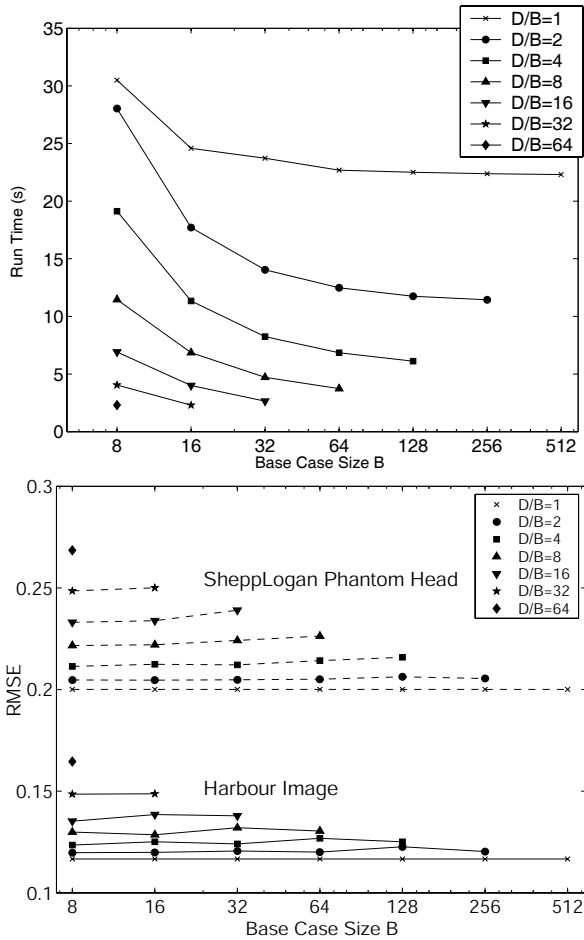 D/B=1
D/B=2
D/B=4
D/B=8
D/B=16
D/B=32
D/B=64
35
30
25
20
15
10
5
0
Run Time (s)
8 16 32 64 128 256 512
Base Case Size B
0.3
0.25
0.2
0.15
0.1
RMSE
D/B=1
D/B=2
D/B=4
D/B=8
D/B=16
D/B=32
D/B=64
SheppLogan Phantom Head
Harbour Image
8 16 32 64 128 256 512
Base Case Size B